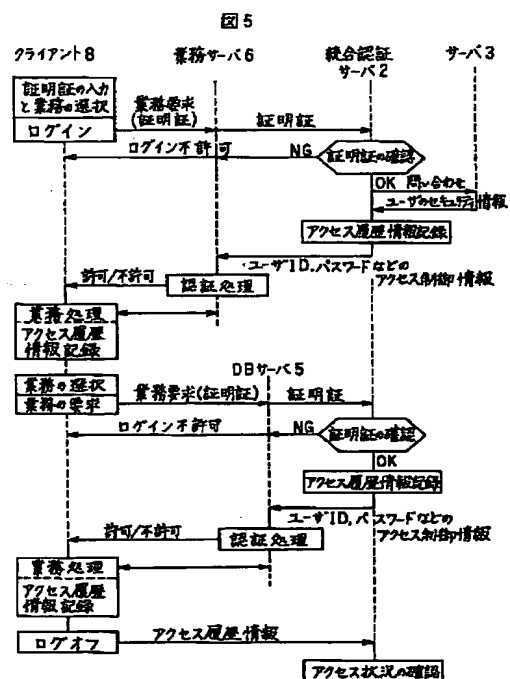 図5
クライアント8 業務サーバ6 統合認証サーバ2 サーバ3
証明証の入力
と業務の選択
ログイン
業務要求
(証明証)
証明証
ログイン不許可
NG
証明証の確認
OK 問い合わせ
ユーザのセキュリティ情報
アクセス履歴情報記録
ユーザID,パスワードなどの
アクセス制御情報
許可/不許可
認証処理
業務処理
アクセス履歴
情報記録
DBサーバ5
業務の選択
業務の要求
業務要求(証明証)
証明証
ログイン不許可
NG
証明証の確認
OK
アクセス履歴情報記録
ユーザID,パスワードなどの
アクセス制御情報
許可/不許可
認証処理
業務処理
アクセス履歴
情報記録
ログオフ
アクセス履歴情報
アクセス状況の確認